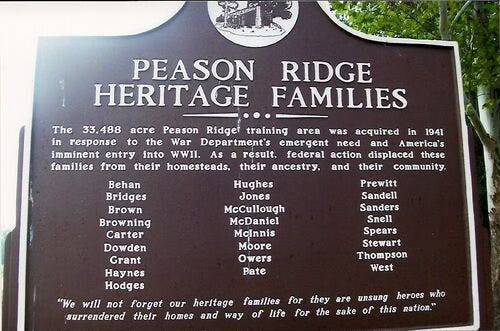 PEASON RIDGE
HERITAGE FAMILIES
The 33,488 acre Peason Ridge training area was acquired in 1941
in response to the War Department's emergent need and America's
imminent entry into WWII. As a result, federal action displaced these
families from their homesteads, their ancestry, and their community.
Behan
Bridges
Brown
Browning
Carter
Dowden
Grant
Haynes
Hodges
Hughes
Jones
McCullough
McDaniel
McInnis
Moore
Owers
Pate
Prewitt
Sandell
Sanders
Snell
Spears
Stewart
Thompson
West
"We will not forget our heritage families for they are unsung heroes who
surrendered their homes and way of life for the sake of this nation."